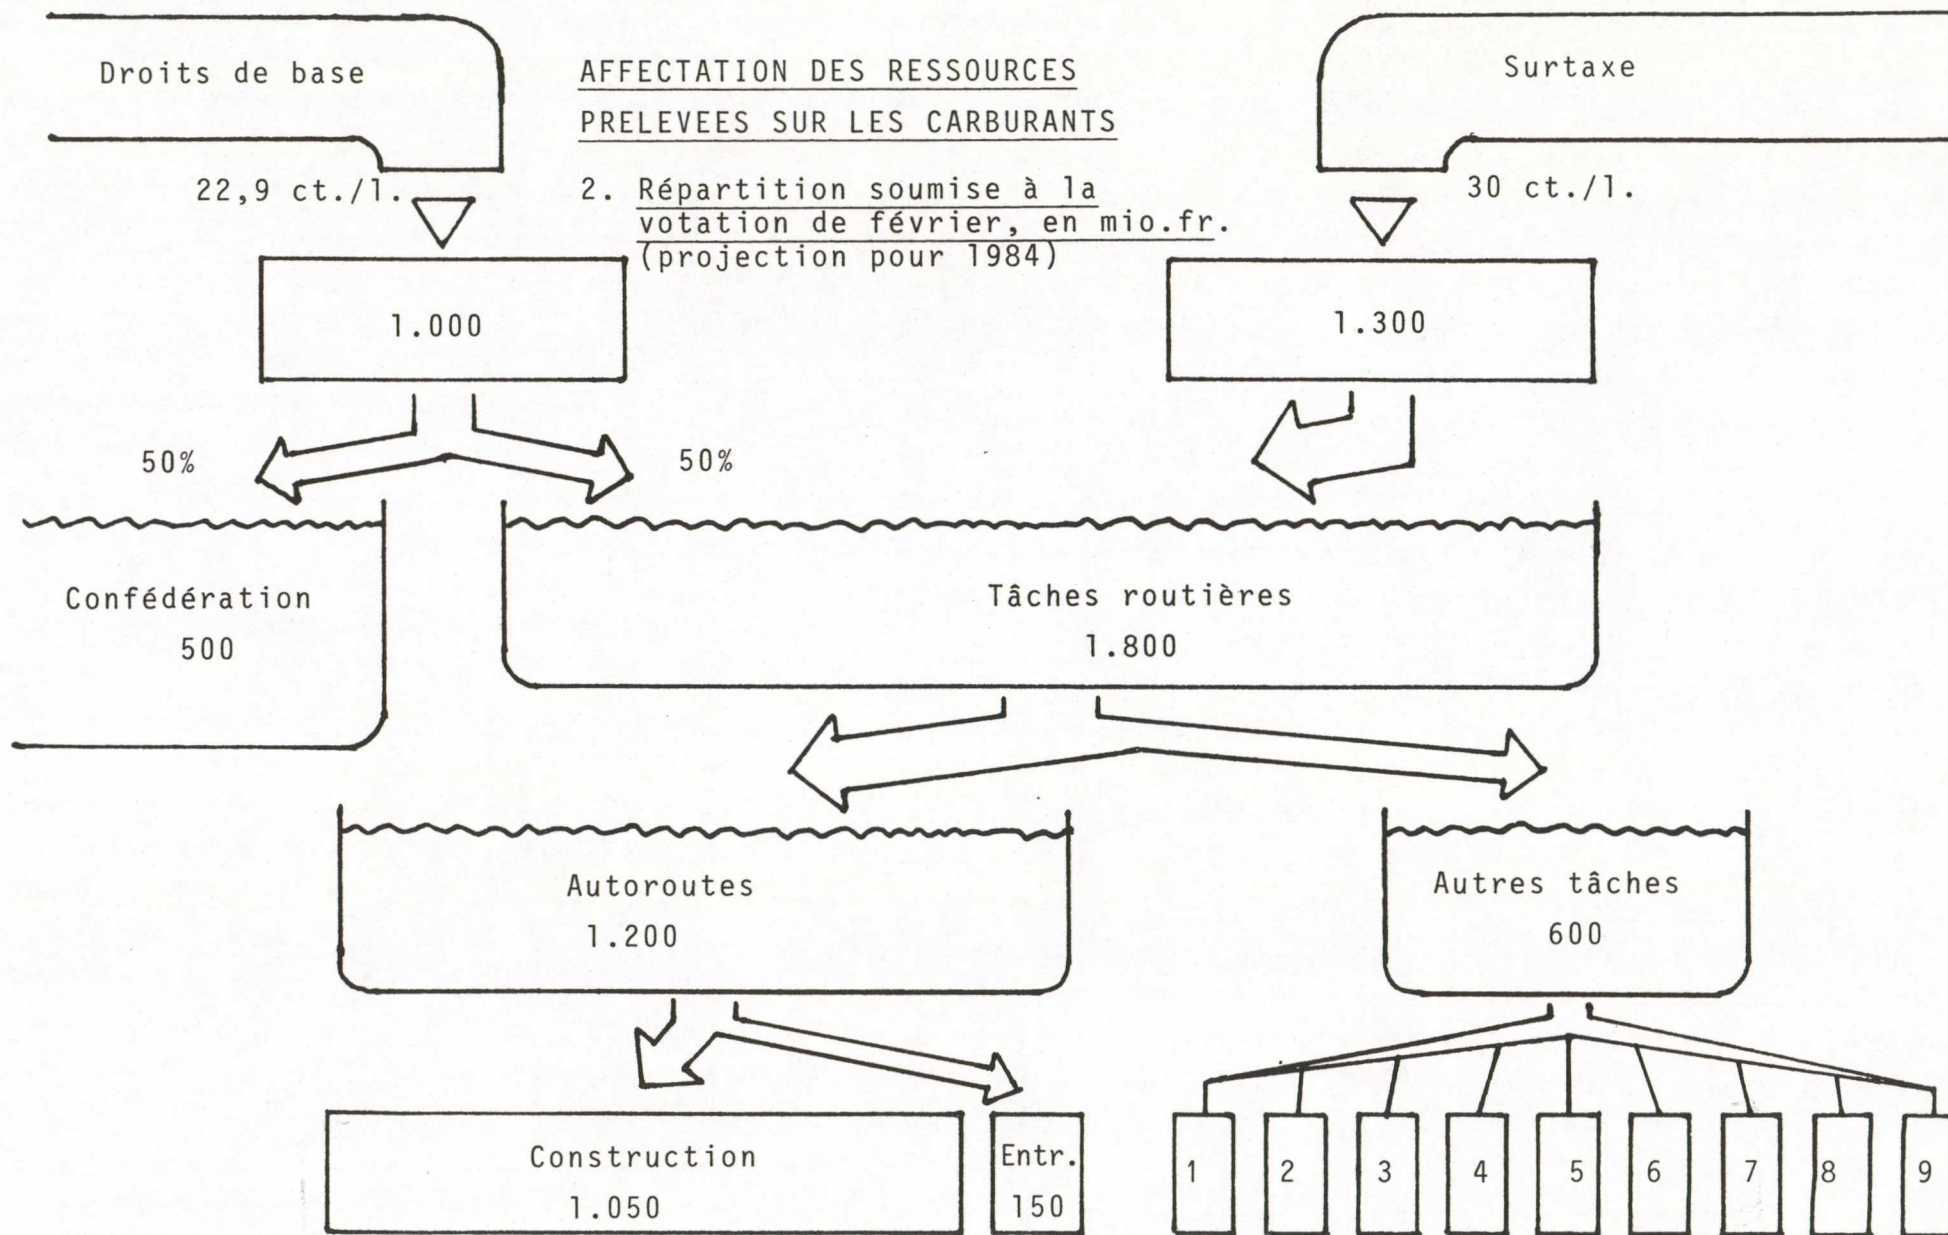 Droits de base
22,9 ct./l.
AFFECTATION DES RESSOURCES
PRELEVEES SUR LES CARBURANTS
2. Répartition soumise à la
votation de février, en mio.fr.
(projection pour 1984)
Surtaxe
30 ct./l.
1.000
1.300
50%
50%
Confédération
500
Tâches routières
1.800
Autoroutes
1.200
Autres tâches
600
Construction
1.050
Entr.
150
1 2 3 4 5 6 7 8 9